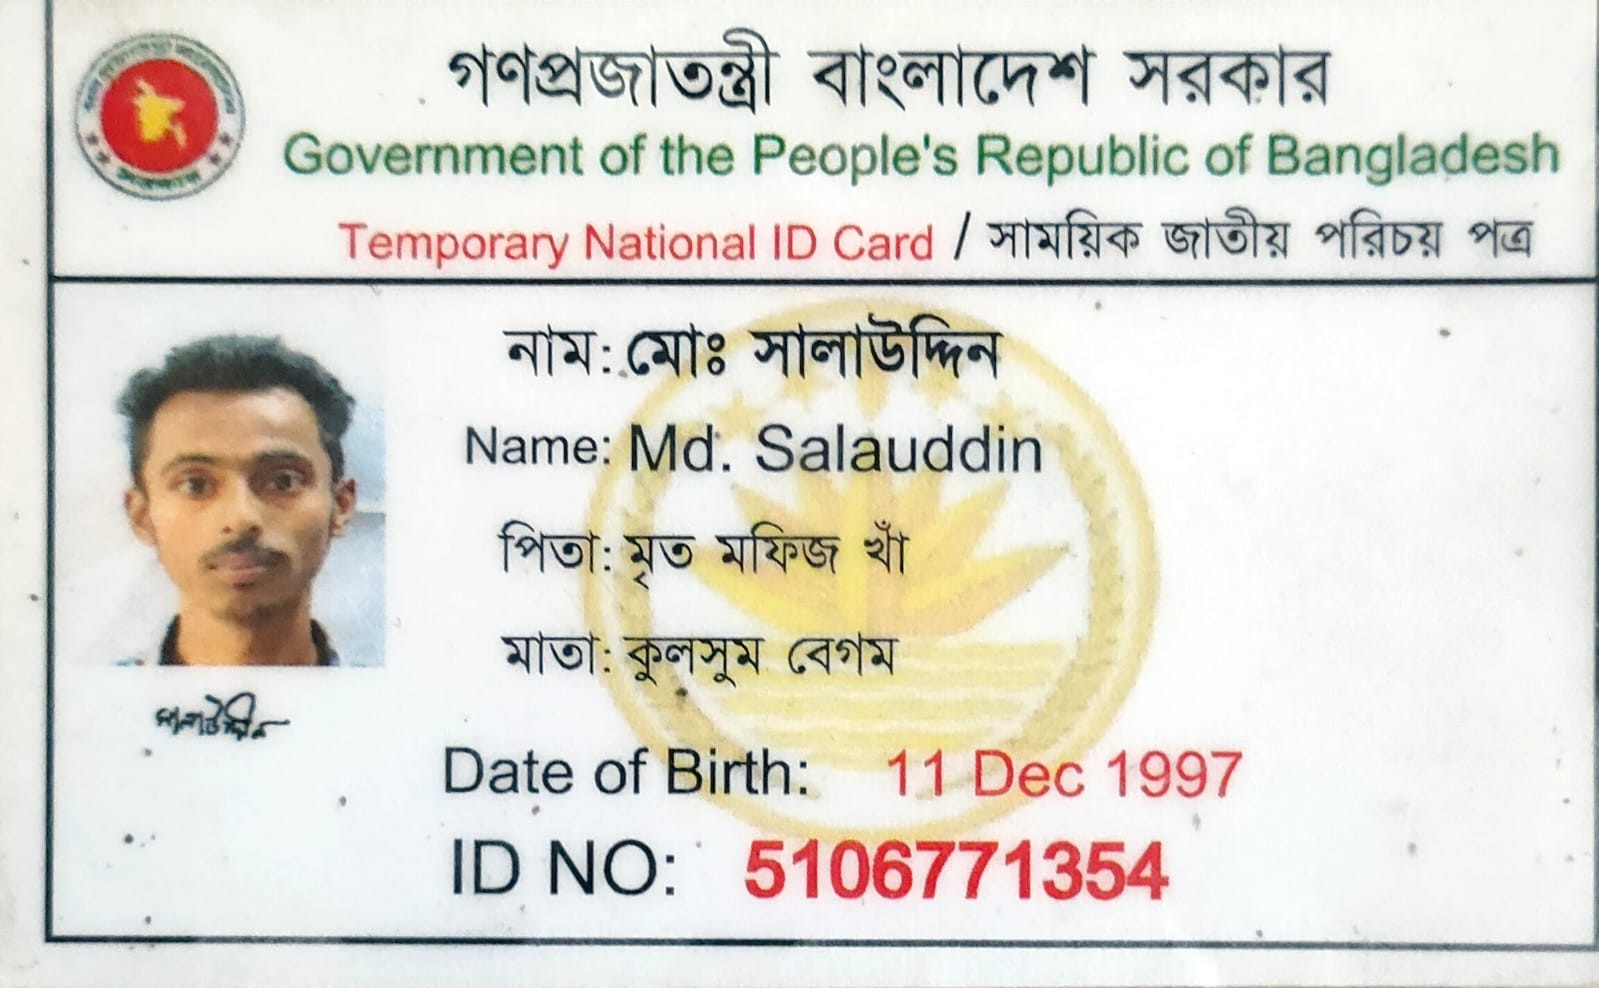 গণপ্রজাতন্ত্রী বাংলাদেশ সরকার
Government of the People's Republic of Bangladesh
Temporary National ID Card / সাময়িক জাতীয় পরিচয় পত্র
নাম: মোঃ সালাউদ্দিন
Name: Md. Salauddin
পিতা: মৃত মফিজ খাঁ
মাতা: কুলসুম বেগম
Date of Birth: 11 Dec 1997
ID NO: 5106771354